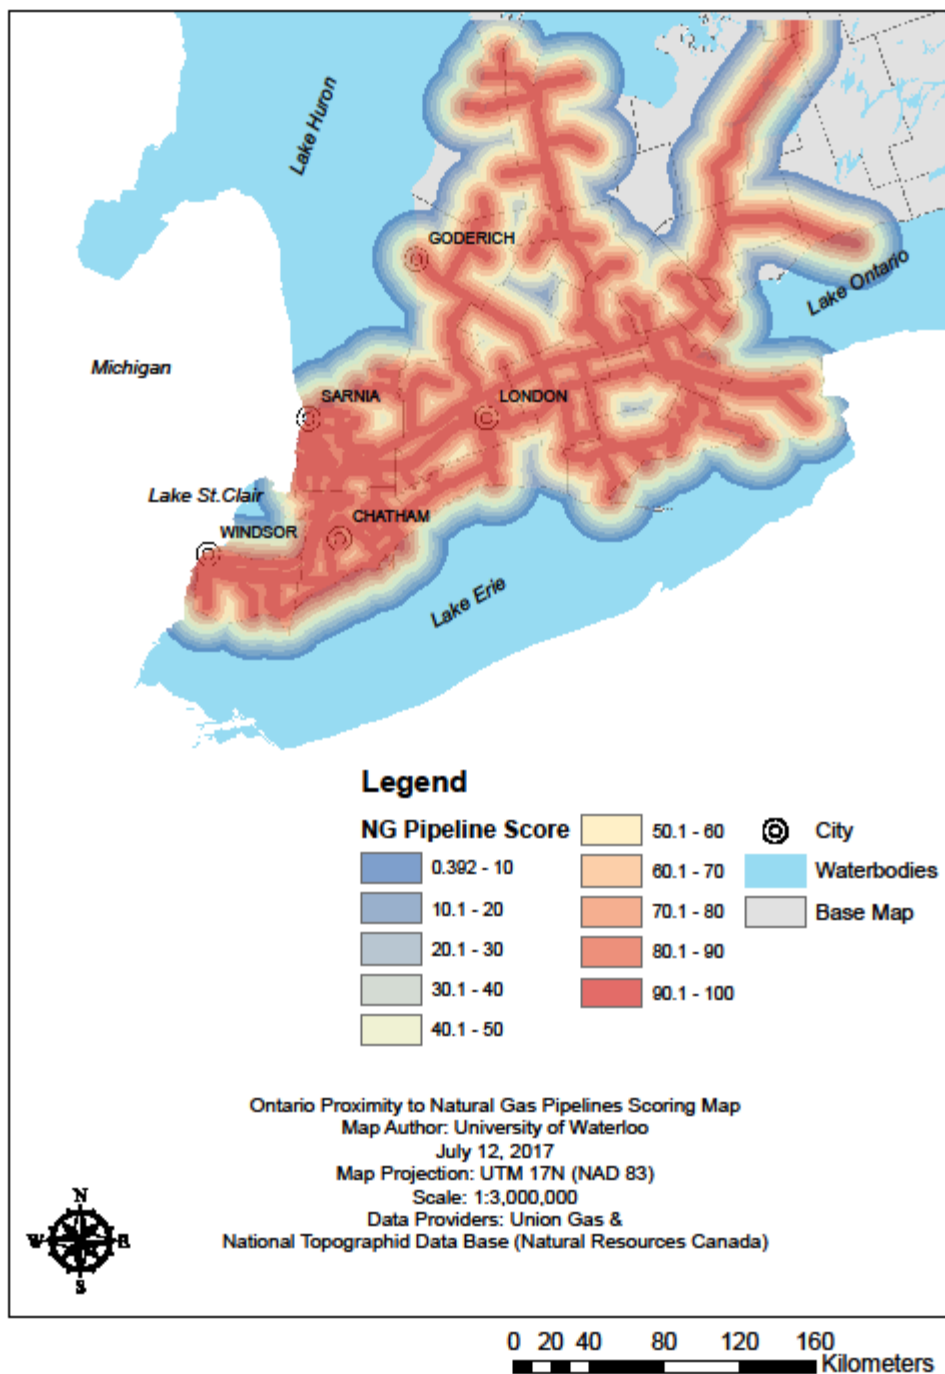 Lake Huron
GODERICH
Lake Ontario
Michigan
SARNIA
LONDON
Lake St.Clair
CHATHAM
WINDSOR
Lake Erie
Legend
NG Pipeline Score
0.392 - 10
10.1 - 20
20.1 - 30
30.1 - 40
40.1 - 50
50.1 - 60
60.1 - 70
70.1 - 80
80.1 - 90
90.1 - 100
City
Waterbodies
Base Map
Ontario Proximity to Natural Gas Pipelines Scoring Map
Map Author: University of Waterloo
July 12, 2017
Map Projection: UTM 17N (NAD 83)
Scale: 1:3,000,000
Data Providers: Union Gas &
National Topographid Data Base (Natural Resources Canada)
N
W E
S
0 20 40 80 120 160
Kilometers